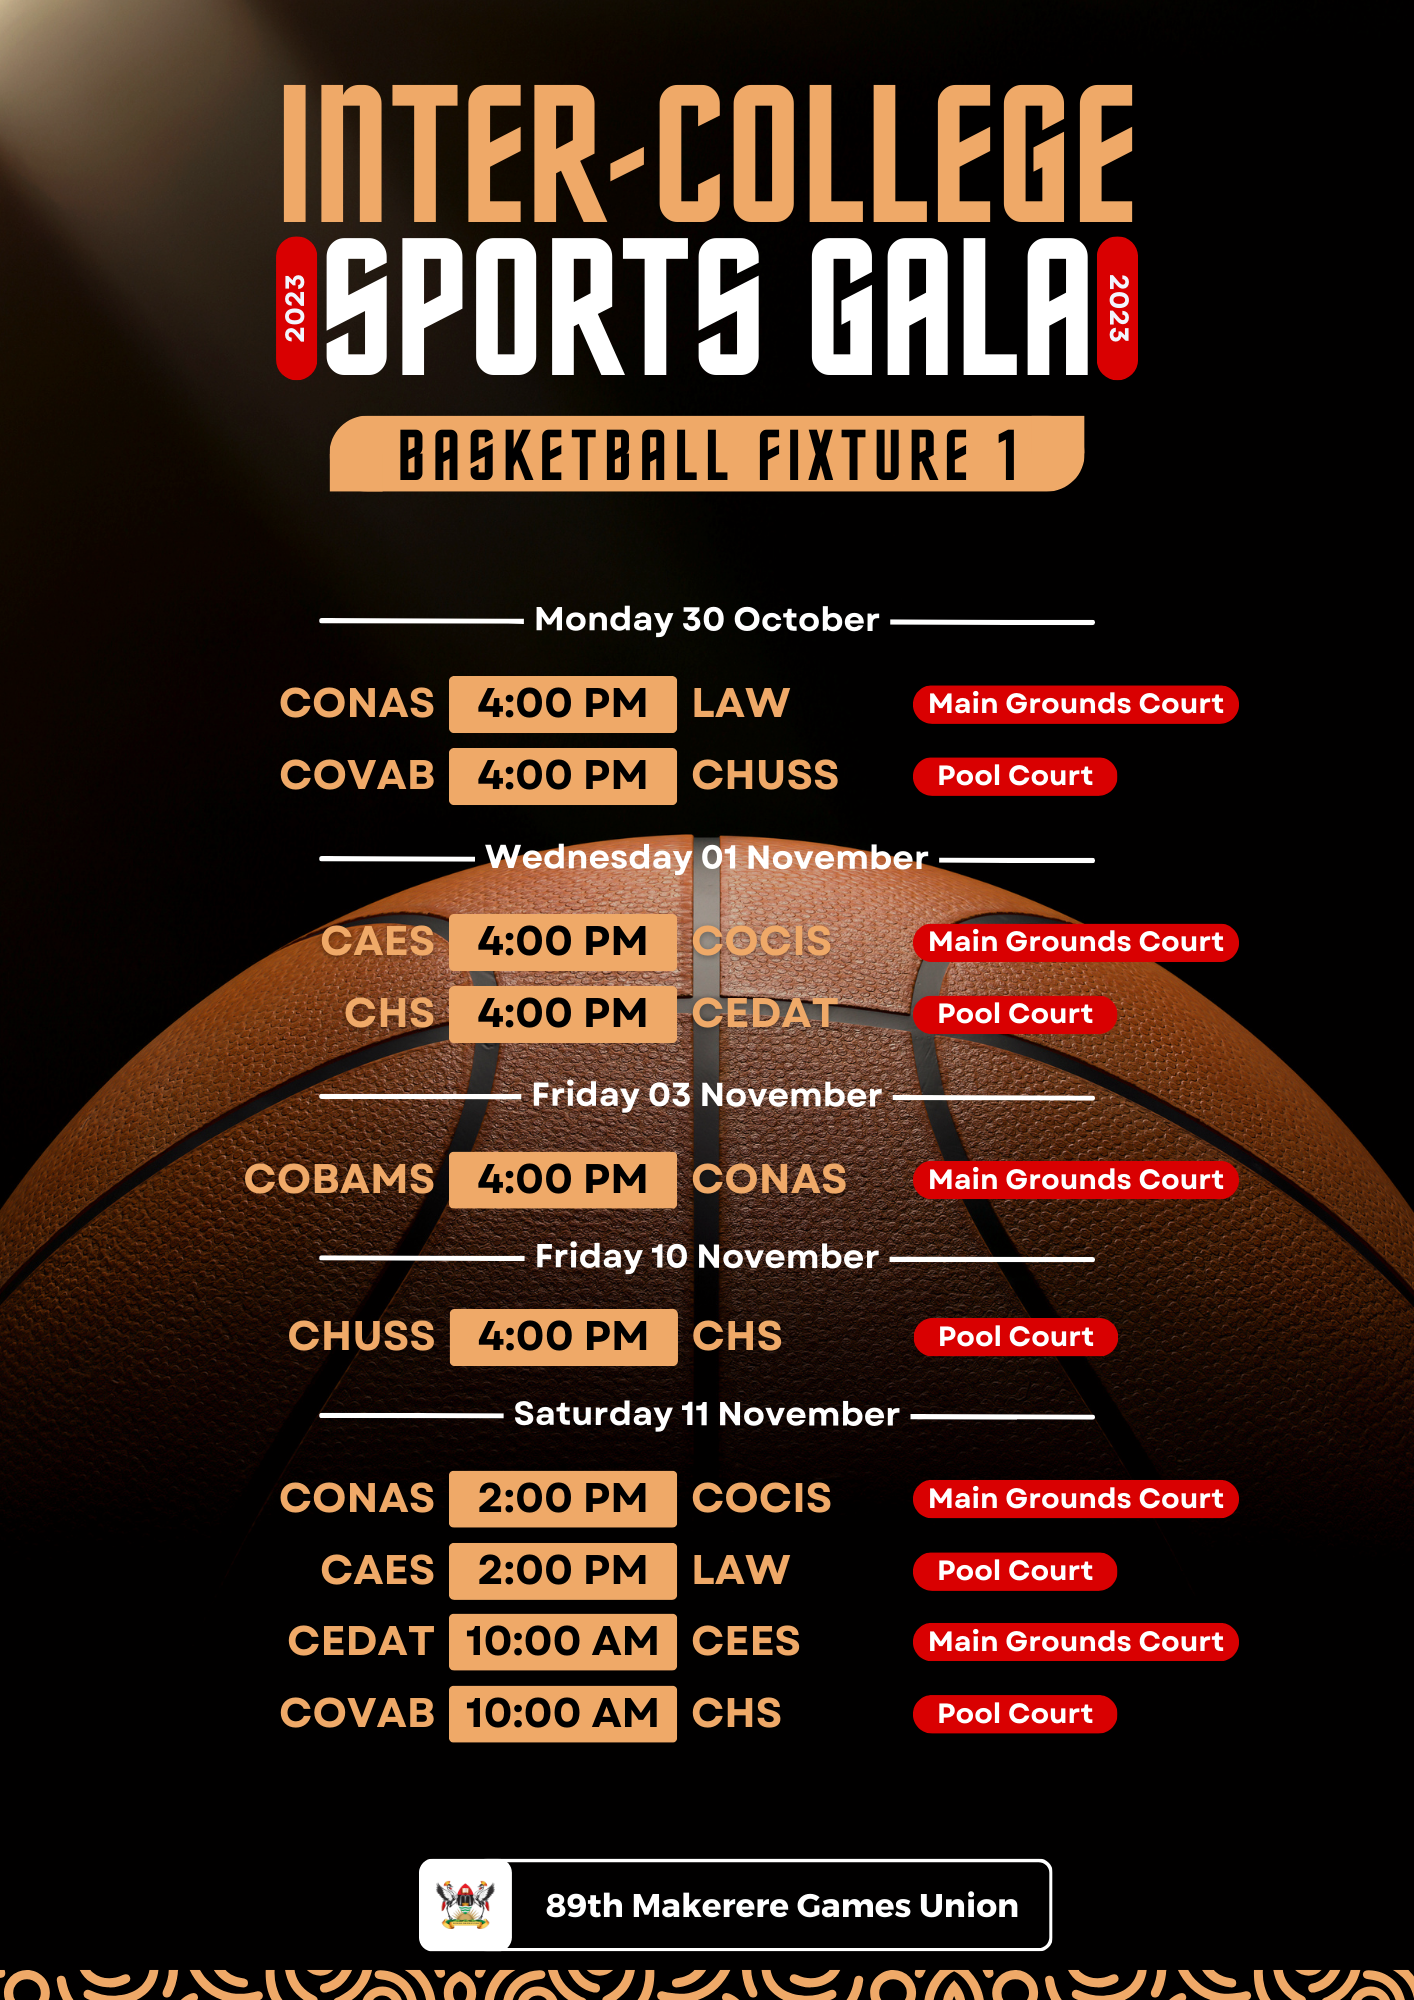 INTER-COLLEGE
2023 SPORTS GALA 2023
BASKETBALL FIXTURE 1
Monday 30 October
CONAS 4:00 PM LAW Main Grounds Court
COVAB 4:00 PM CHUSS Pool Court
Wednesday 01 November
CAES 4:00 PM COCIS Main Grounds Court
CHS 4:00 PM CEDAT Pool Court
Friday 03 November
COBAMS 4:00 PM CONAS Main Grounds Court
Friday 10 November
CHUSS 4:00 PM CHS Pool Court
Saturday 11 November
CONAS 2:00 PM COCIS Main Grounds Court
CAES 2:00 PM LAW Pool Court
CEDAT 10:00 AM CEES Main Grounds Court
COVAB 10:00 AM CHS Pool Court
89th Makerere Games Union